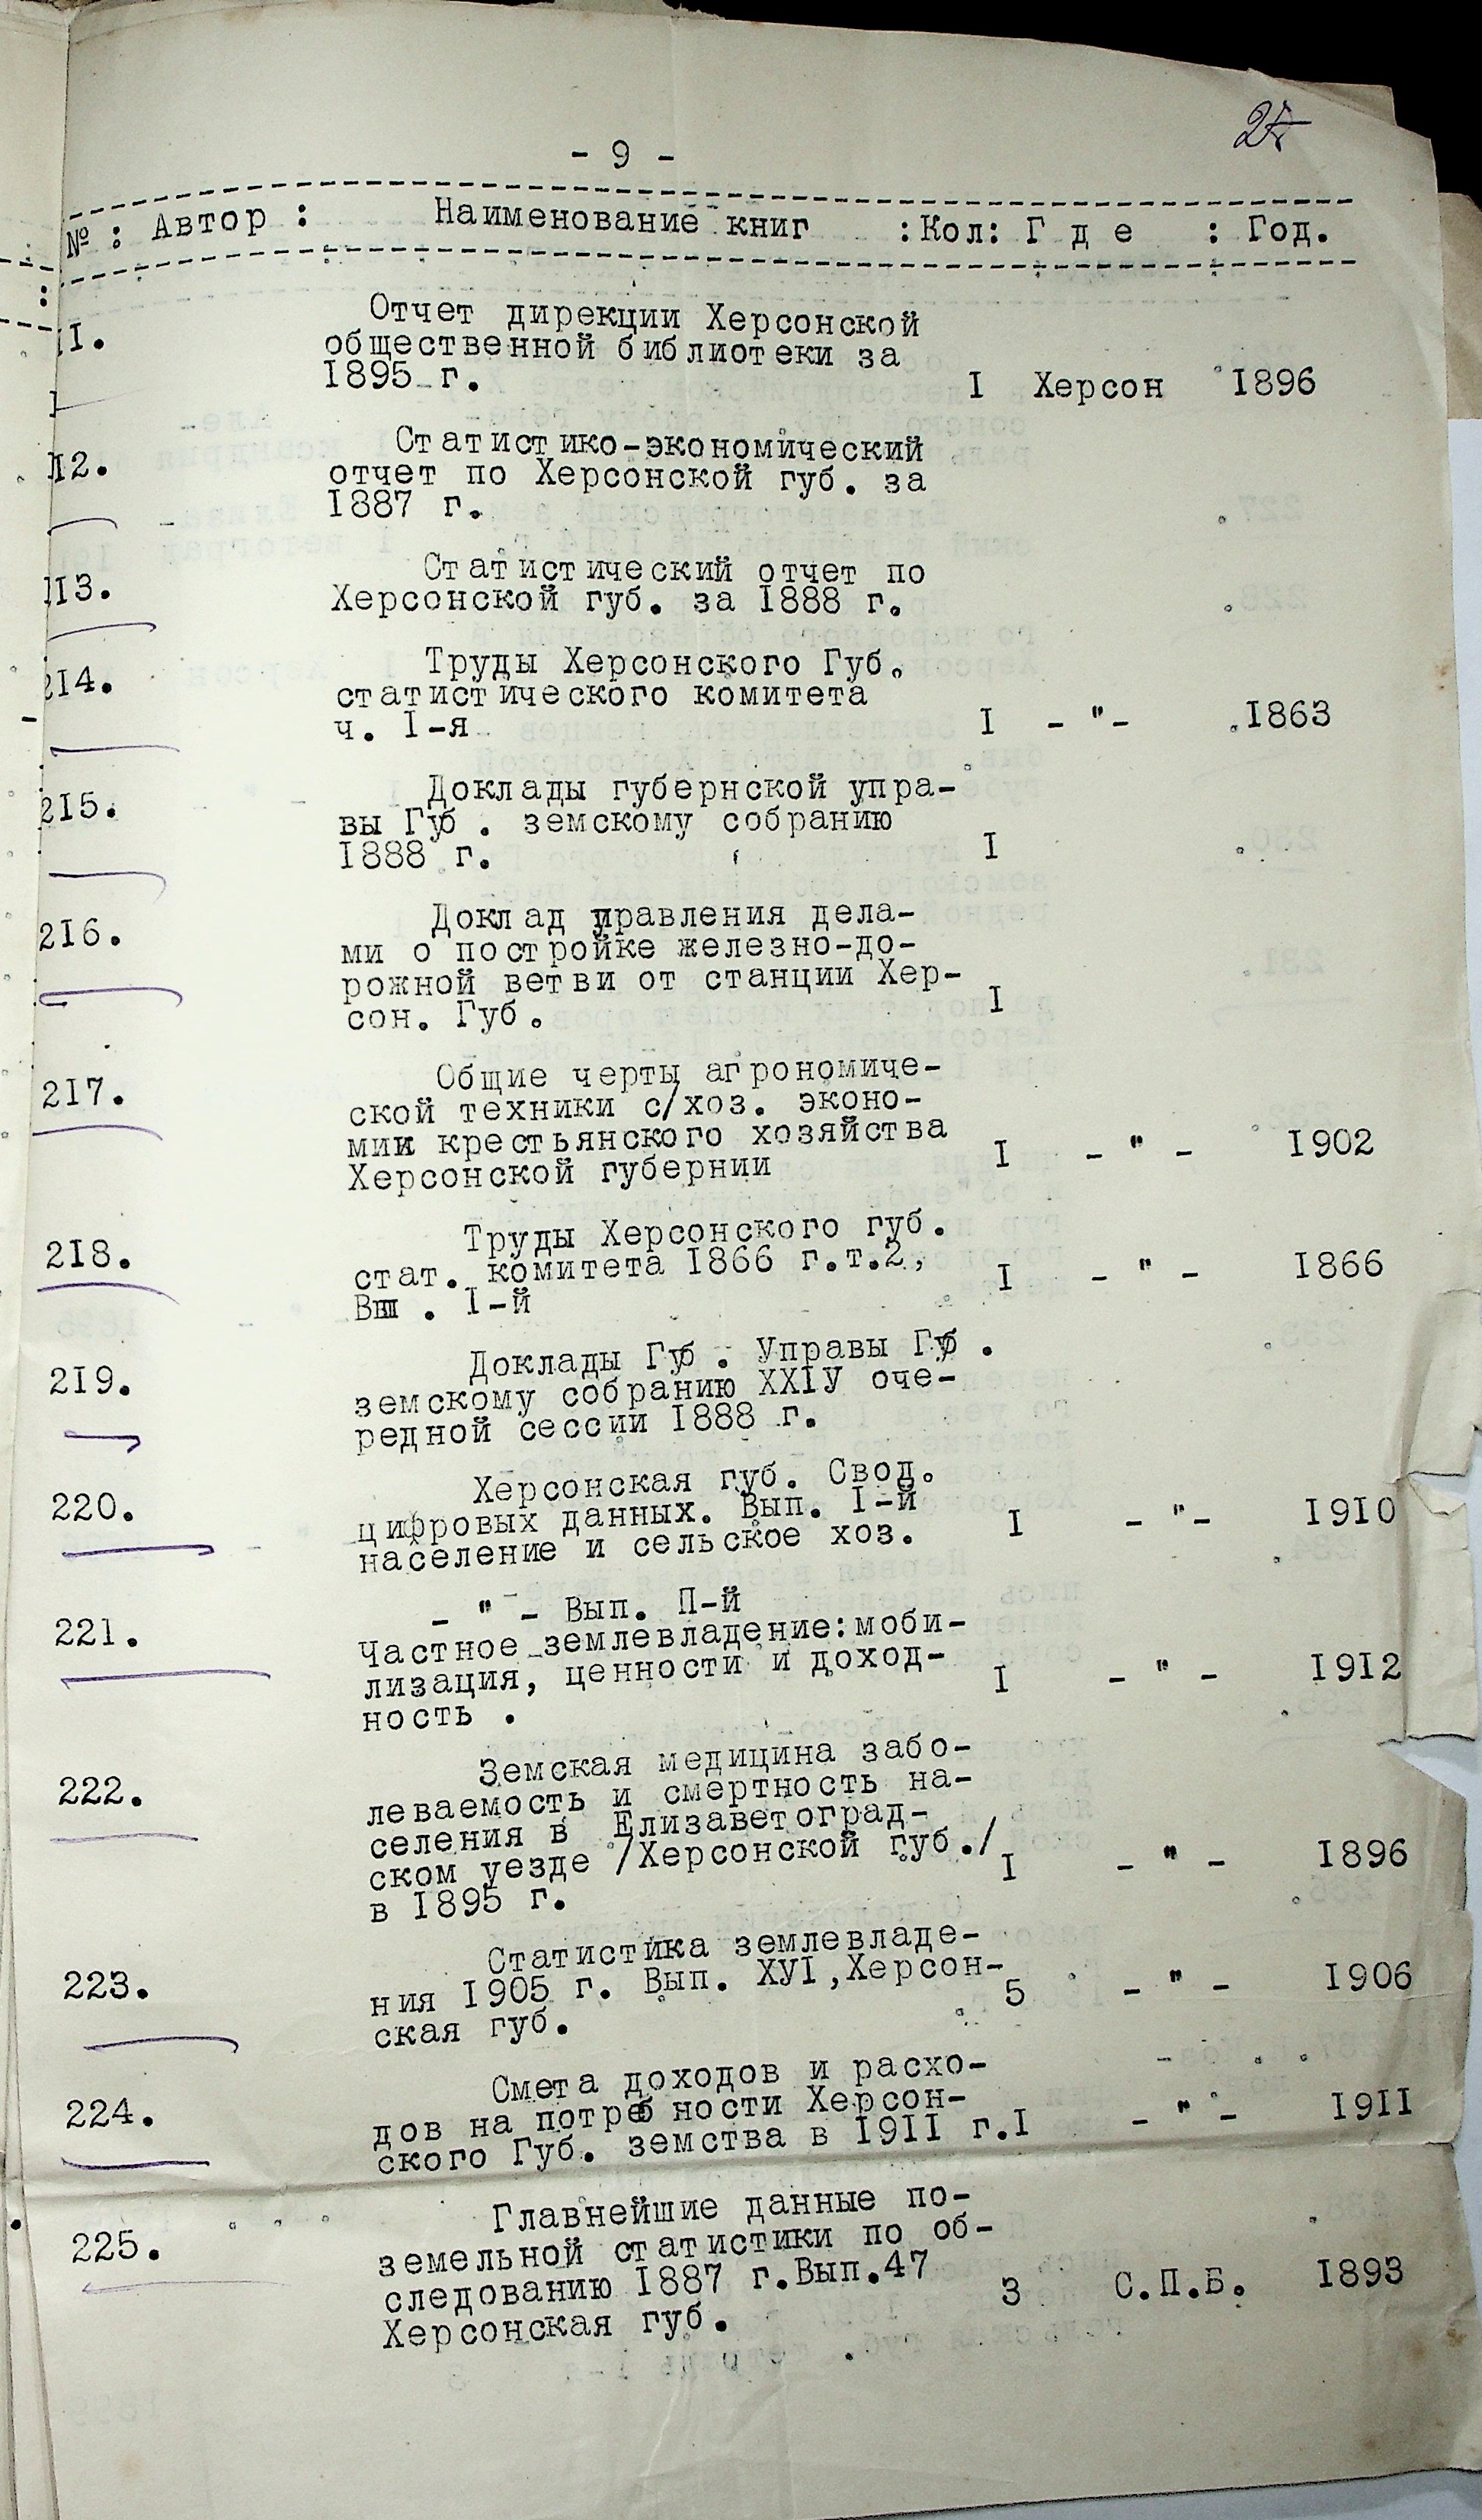 - 9 -
№ : Автор : Наименование книг :Кол: Г д е : Год.
11. Отчет дирекции Херсонской
общественной библиотеки за
1895 г. I Херсон 1896
12. Статистико-экономический
отчет по Херсонской губ. за
1887 г.
113. Статистический отчет по
Херсонской губ. за 1888 г.
214. Труды Херсонского Губ.
статистического комитета
ч. I-я I - " - 1863
215. Доклады губернской упра-
вы Губ . земскому собранию
1888 г. I
216. Доклад управления дела-
ми о постройке железно-до-
рожной ветви от станции Хер-
сон. Губ. I
217. Общие черты агрономиче-
ской техники с/хоз. эконо-
мии крестьянского хозяйства
Херсонской губернии I - " - 1902
218. Труды Херсонского губ.
стат. комитета 1866 г.т.2, I - " - 1866
Вып . I-й
219. Доклады Губ . Управы Губ .
земскому собранию ХХІУ оче-
редной сессии 1888 г.
220. Херсонская губ. Свод.
цифровых данных. Вып. I-й
население и сельское хоз. I - " - 1910
221. - " - Вып. П-й
Частное землевладение:моби-
лизация, ценности и доход- I - " - 1912
ность .
222. Земская медицина забо-
леваемость и смертность на-
селения в Елизаветоград-
ском уезде /Херсонской губ./ I - " - 1896
в 1895 г.
223. Статистика землевладе-
ния 1905 г. Вып. ХУІ,Херсон- 5 - " - 1906
ская губ.
224. Смета доходов и расхо-
дов на потребности Херсон-
ского Губ. земства в 1911 г.I - " - 1911
225. Главнейшие данные по-
земельной статистики по об-
следованию 1887 г.Вып.47 3 С.П.Б. 1893
Херсонская губ.